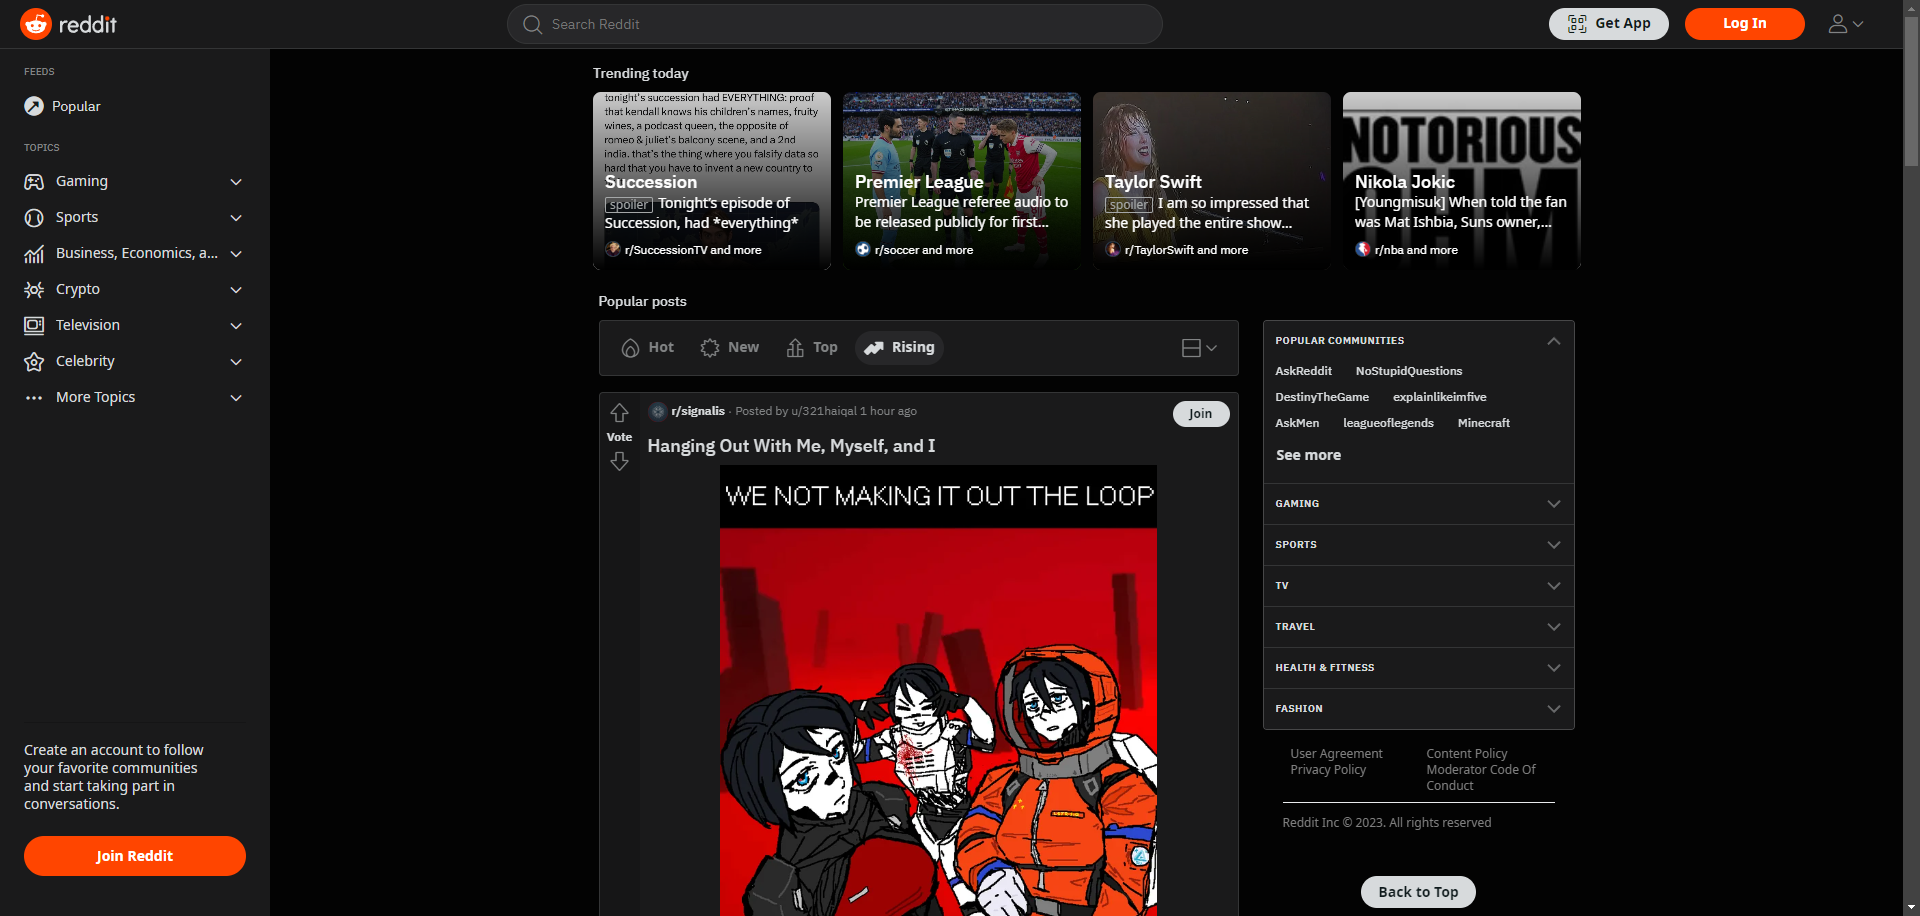 reddit
Search Reddit
Get App
Log In
FEEDS
Popular
TOPICS
Gaming
Sports
Business, Economics, a...
Crypto
Television
Celebrity
More Topics
Create an account to follow
your favorite communities
and start taking part in
conversations.
Join Reddit
Trending today
tonight's succession had EVERYTHING: proof
that kendall knows his children's names, fruity
wines, a podcast queen, the opposite of
romeo & juliet's balcony scene, and a 2nd
india. that's the thing where you falsify data so
hard that you have to invent a new country to
Succession
spoiler Tonight's episode of
Succession, had *everything*
r/SuccessionTV and more
Premier League
Premier League referee audio to
be released publicly for first...
r/soccer and more
Taylor Swift
spoiler I am so impressed that
she played the entire show...
r/TaylorSwift and more
NOTORIOUS
Nikola Jokic
[Youngmisuk] When told the fan
was Mat Ishbia, Suns owner,...
r/nba and more
Popular posts
Hot
New
Top
Rising
Vote
r/signalis · Posted by u/321haiqal 1 hour ago
Join
Hanging Out With Me, Myself, and I
WE NOT MAKING IT OUT THE LOOP
POPULAR COMMUNITIES
AskReddit NoStupidQuestions
DestinyTheGame explainlikeimfive
AskMen leagueoflegends Minecraft
See more
GAMING
SPORTS
TV
TRAVEL
HEALTH & FITNESS
FASHION
User Agreement
Privacy Policy
Content Policy
Moderator Code Of
Conduct
Reddit Inc © 2023. All rights reserved
Back to Top